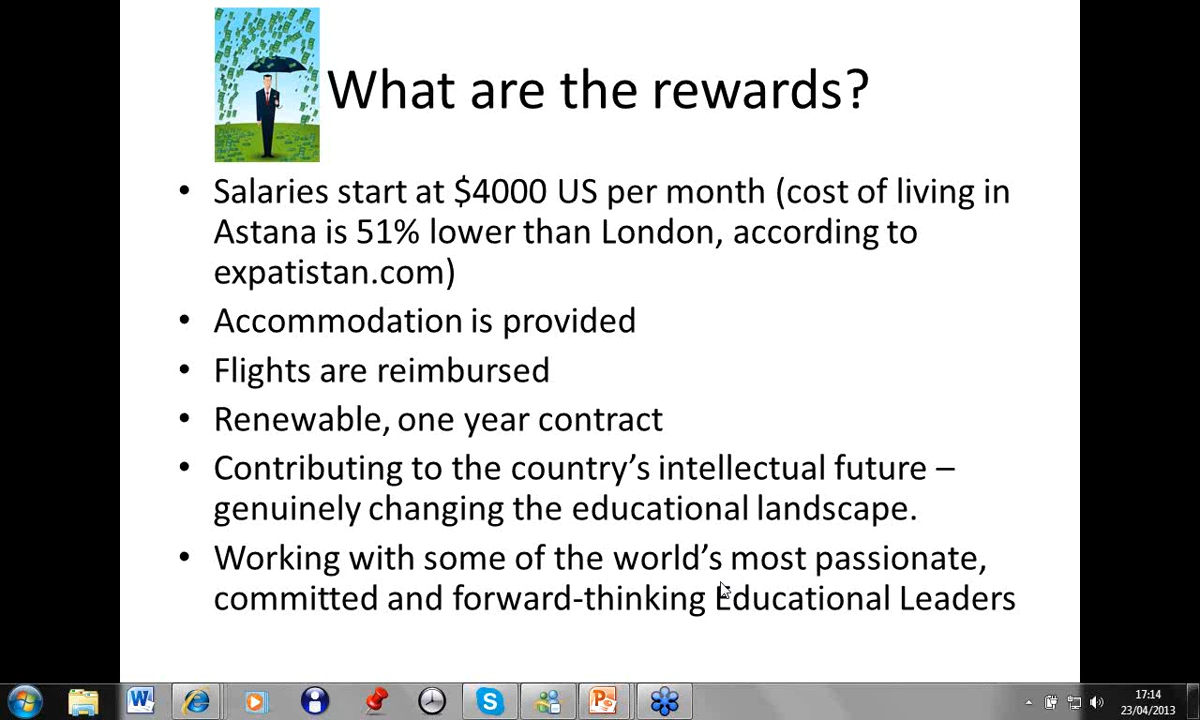 What are the rewards?
• Salaries start at $4000 US per month (cost of living in
Astana is 51% lower than London, according to
expatistan.com)
• Accommodation is provided
• Flights are reimbursed
• Renewable, one year contract
• Contributing to the country’s intellectual future –
genuinely changing the educational landscape.
• Working with some of the world’s most passionate,
committed and forward-thinking Educational Leaders
17:14
23/04/2013